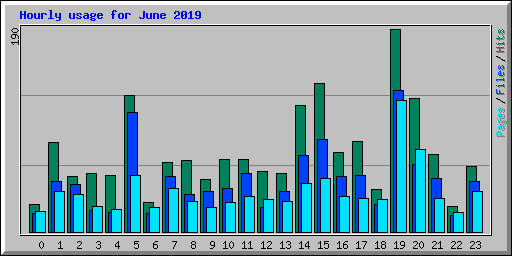 Hourly usage for June 2019
190
Pages/Files/Hits
0 1 2 3 4 5 6 7 8 9 10 11 12 13 14 15 16 17 18 19 20 21 22 23